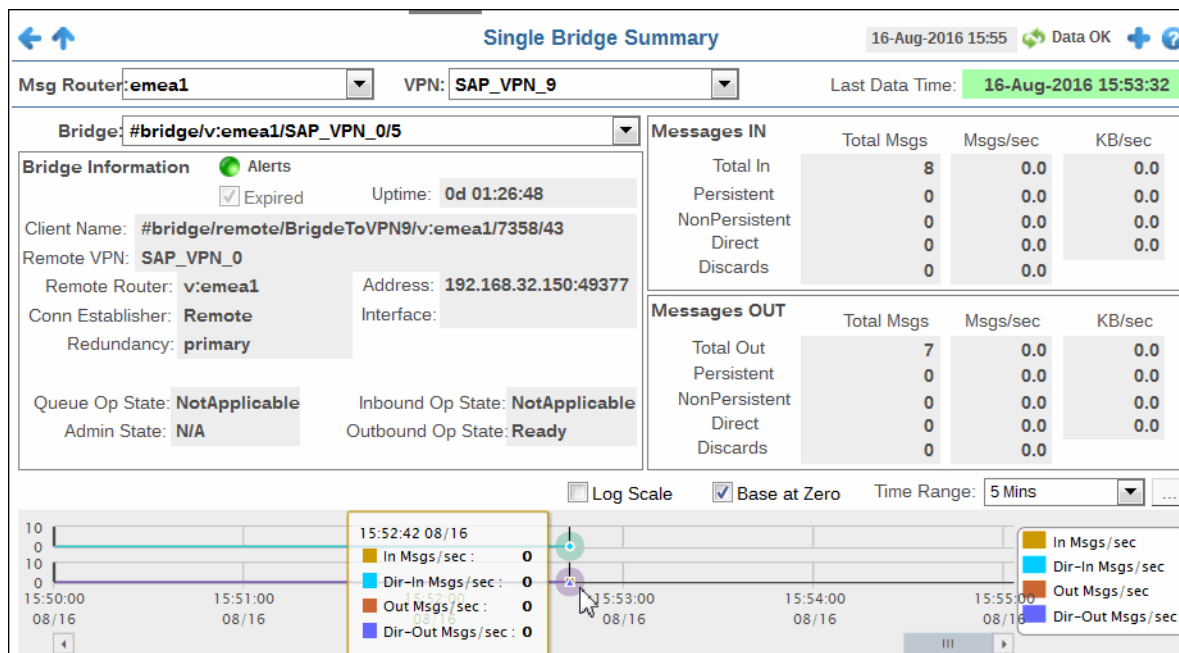 Single Bridge Summary 16-Aug-2016 15:55 Data OK
Msg Router: emea1 VPN: SAP_VPN_9 Last Data Time: 16-Aug-2016 15:53:32
Bridge: #bridge/v:emea1/SAP_VPN_0/5
Bridge Information Alerts
Expired Uptime: 0d 01:26:48
Client Name: #bridge/remote/BrigdeToVPN9/v:emea1/7358/43
Remote VPN: SAP_VPN_0
Remote Router: v:emea1 Address: 192.168.32.150:49377
Conn Establisher: Remote Interface:
Redundancy: primary
Queue Op State: NotApplicable Inbound Op State: NotApplicable
Admin State: N/A Outbound Op State: Ready
Messages IN Total Msgs Msgs/sec KB/sec
Total In 8 0.0 0.0
Persistent 0 0.0 0.0
NonPersistent 0 0.0 0.0
Direct 0 0.0 0.0
Discards 0 0.0
Messages OUT Total Msgs Msgs/sec KB/sec
Total Out 7 0.0 0.0
Persistent 0 0.0 0.0
NonPersistent 0 0.0 0.0
Direct 0 0.0 0.0
Discards 0 0.0
Log Scale Base at Zero Time Range: 5 Mins ...
10
0
10
0
15:52:42 08/16
In Msgs/sec : 0
Dir-In Msgs/sec : 0
Out Msgs/sec : 0
Dir-Out Msgs/sec : 0
In Msgs/sec
Dir-In Msgs/sec
Out Msgs/sec
Dir-Out Msgs/sec
15:50:00 15:51:00 15:52:00 15:53:00 15:54:00 15:55:00
08/16 08/16 08/16 08/16 08/16